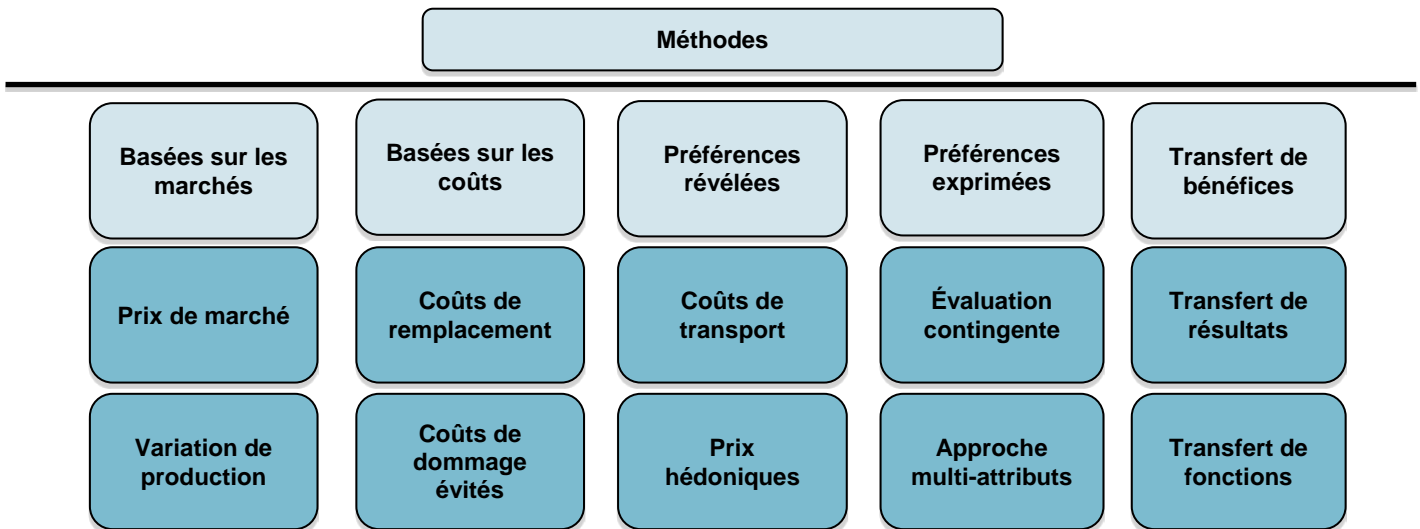 Méthodes
Basées sur les
marchés
Basées sur les
coûts
Préférences
révélées
Préférences
exprimées
Transfert de
bénéfices
Prix de marché
Coûts de
remplacement
Coûts de
transport
Évaluation
contingente
Transfert de
résultats
Variation de
production
Coûts de
dommage
évités
Prix
hédoniques
Approche
multi-attributs
Transfert de
fonctions